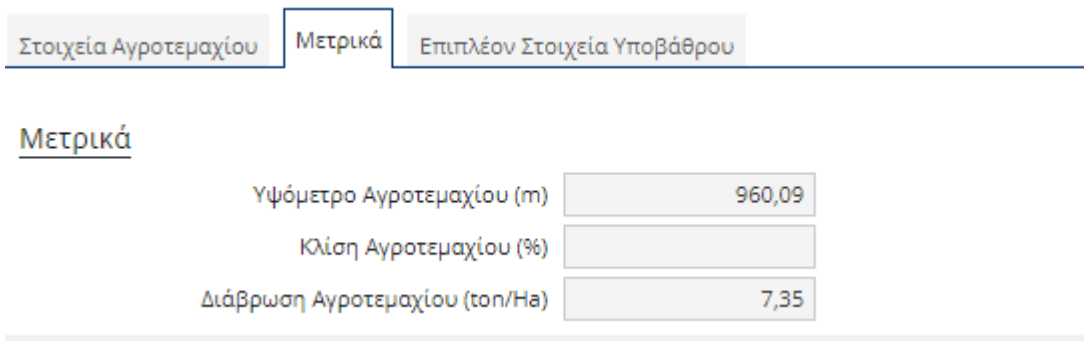 Στοιχεία Αγροτεμαχίου Μετρικά Επιπλέον Στοιχεία Υποβάθρου
Μετρικά
Υψόμετρο Αγροτεμαχίου (m) 960,09
Κλίση Αγροτεμαχίου (%)
Διάβρωση Αγροτεμαχίου (ton/Ha) 7,35